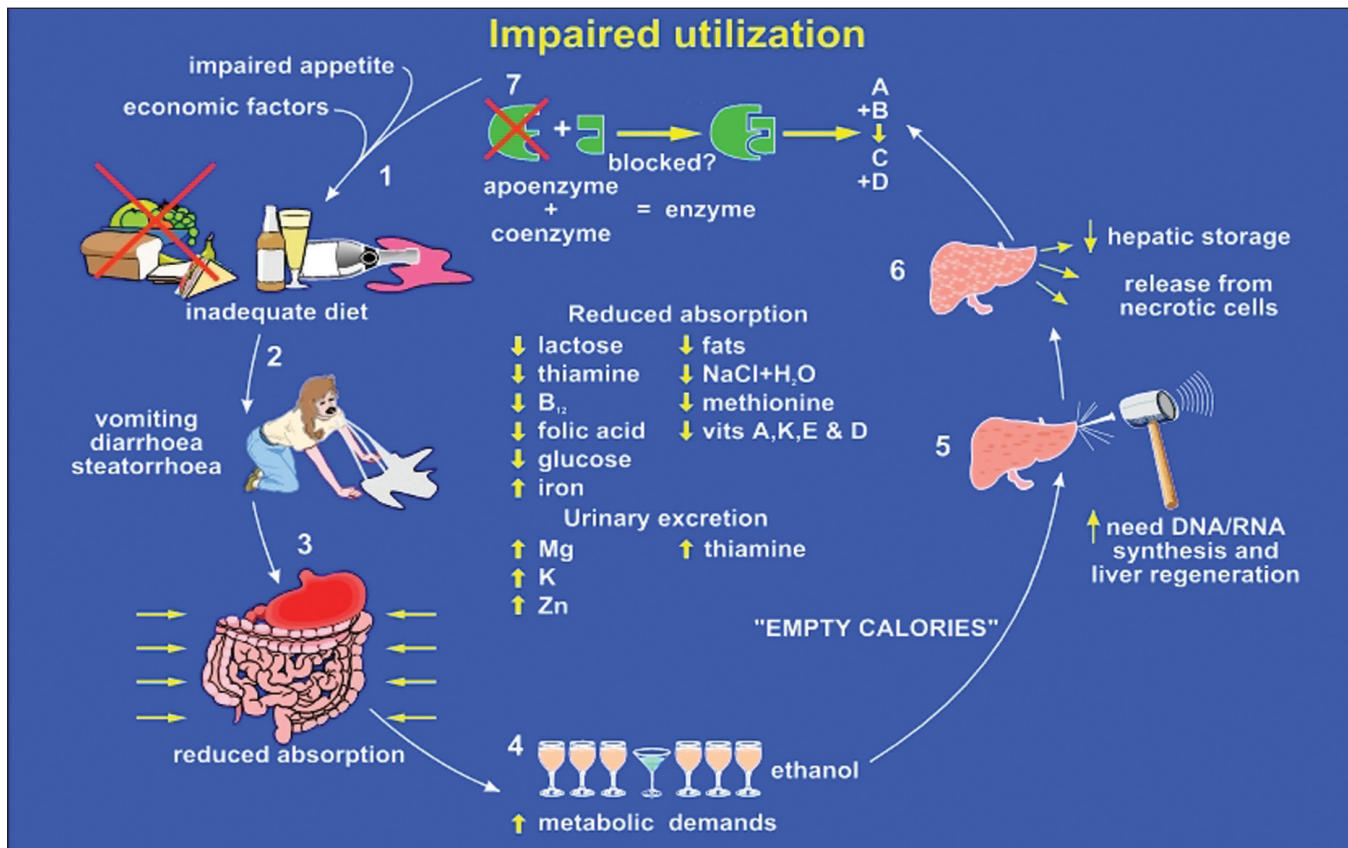 Impaired utilization
impaired appetite
economic factors
1
inadequate diet
2
vomiting
diarrhoea
steatorrhoea
3
reduced absorption
4
ethanol
metabolic demands
"EMPTY CALORIES"
5
need DNA/RNA
synthesis and
liver regeneration
6
hepatic storage
release from
necrotic cells
7
+
blocked?
apoenzyme
+
coenzyme
= enzyme
A
+B
C
+D
Reduced absorption
lactose
thiamine
B₁₂
folic acid
glucose
iron
fats
NaCl+H₂O
methionine
vits A,K,E & D
Urinary excretion
Mg
K
Zn
thiamine